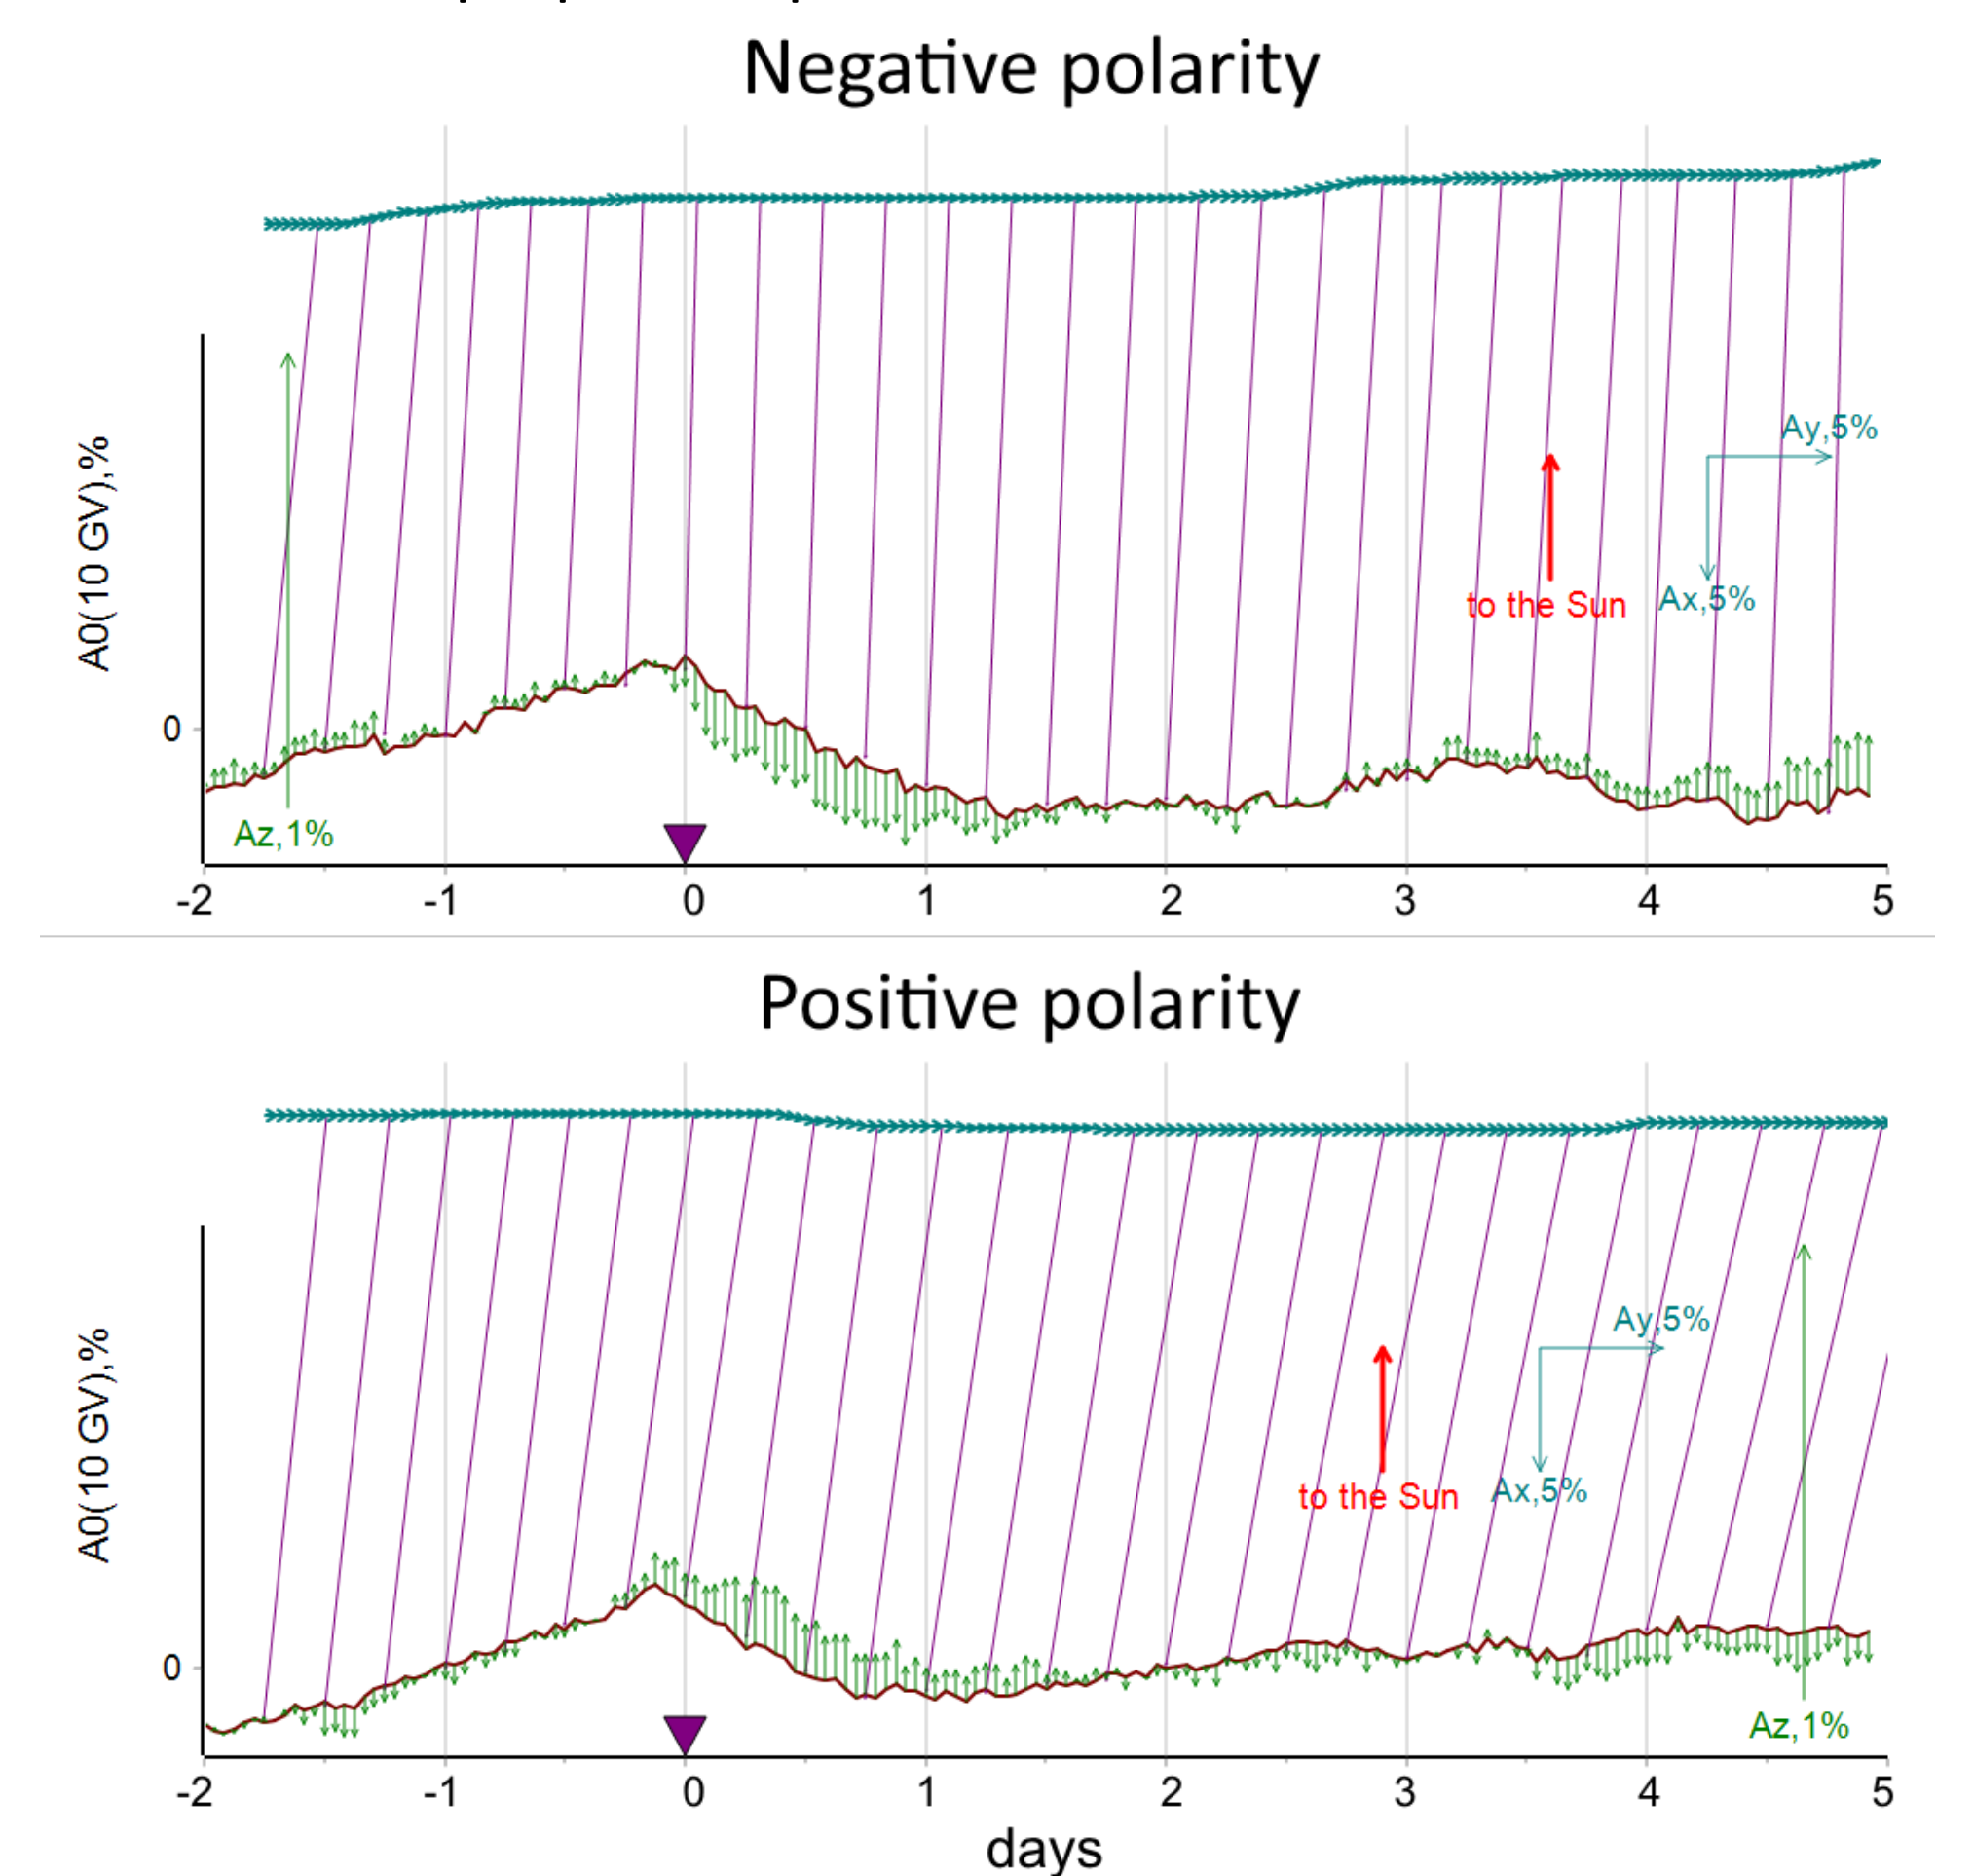 Negative polarity
A0(10 GV),%
0
Az,1%
Ay,5%
to the Sun
Ax,5%
-2 -1 0 1 2 3 4 5
Positive polarity
A0(10 GV),%
0
Ay,5%
to the Sun
Ax,5%
Az,1%
-2 -1 0 1 2 3 4 5
days